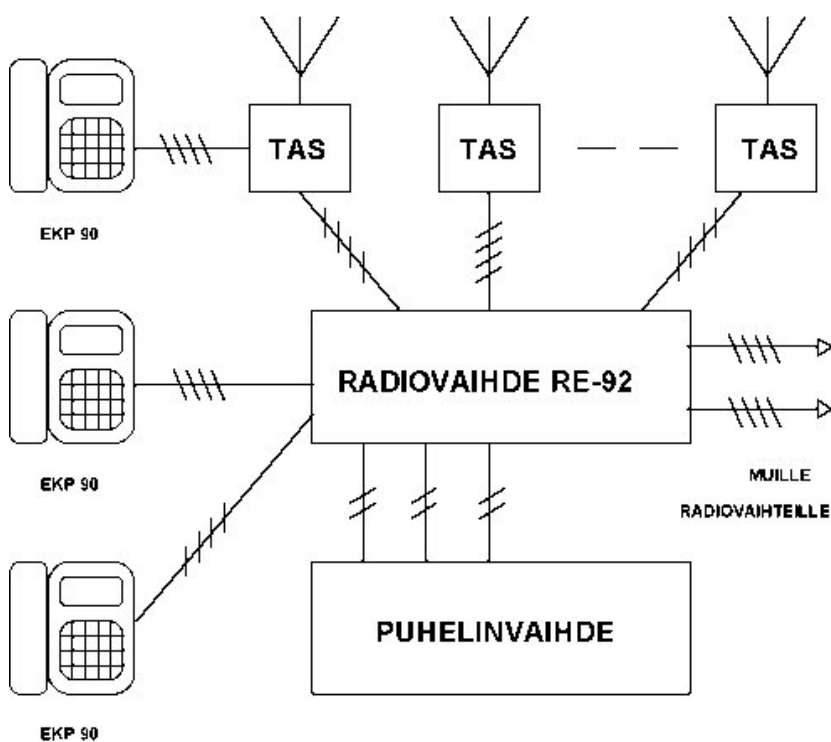 TAS TAS TAS
EKP 90
RADIOVAIHDE RE-92
EKP 90
MUILLE
RADIOVAIHTEILLE
PUHELINVAIHDE
EKP 90